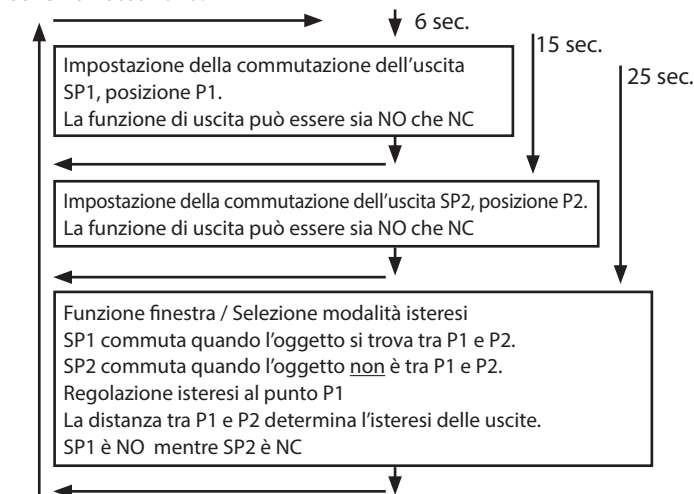 6 sec.
15 sec.
25 sec.
Impostazione della commutazione dell'uscita
SP1, posizione P1.
La funzione di uscita può essere sia NO che NC
Impostazione della commutazione dell'uscita SP2, posizione P2.
La funzione di uscita può essere sia NO che NC
Funzione finestra / Selezione modalità isteresi
SP1 commuta quando l'oggetto si trova tra P1 e P2.
SP2 commuta quando l'oggetto non è tra P1 e P2.
Regolazione isteresi al punto P1
La distanza tra P1 e P2 determina l'isteresi delle uscite.
SP1 è NO mentre SP2 è NC